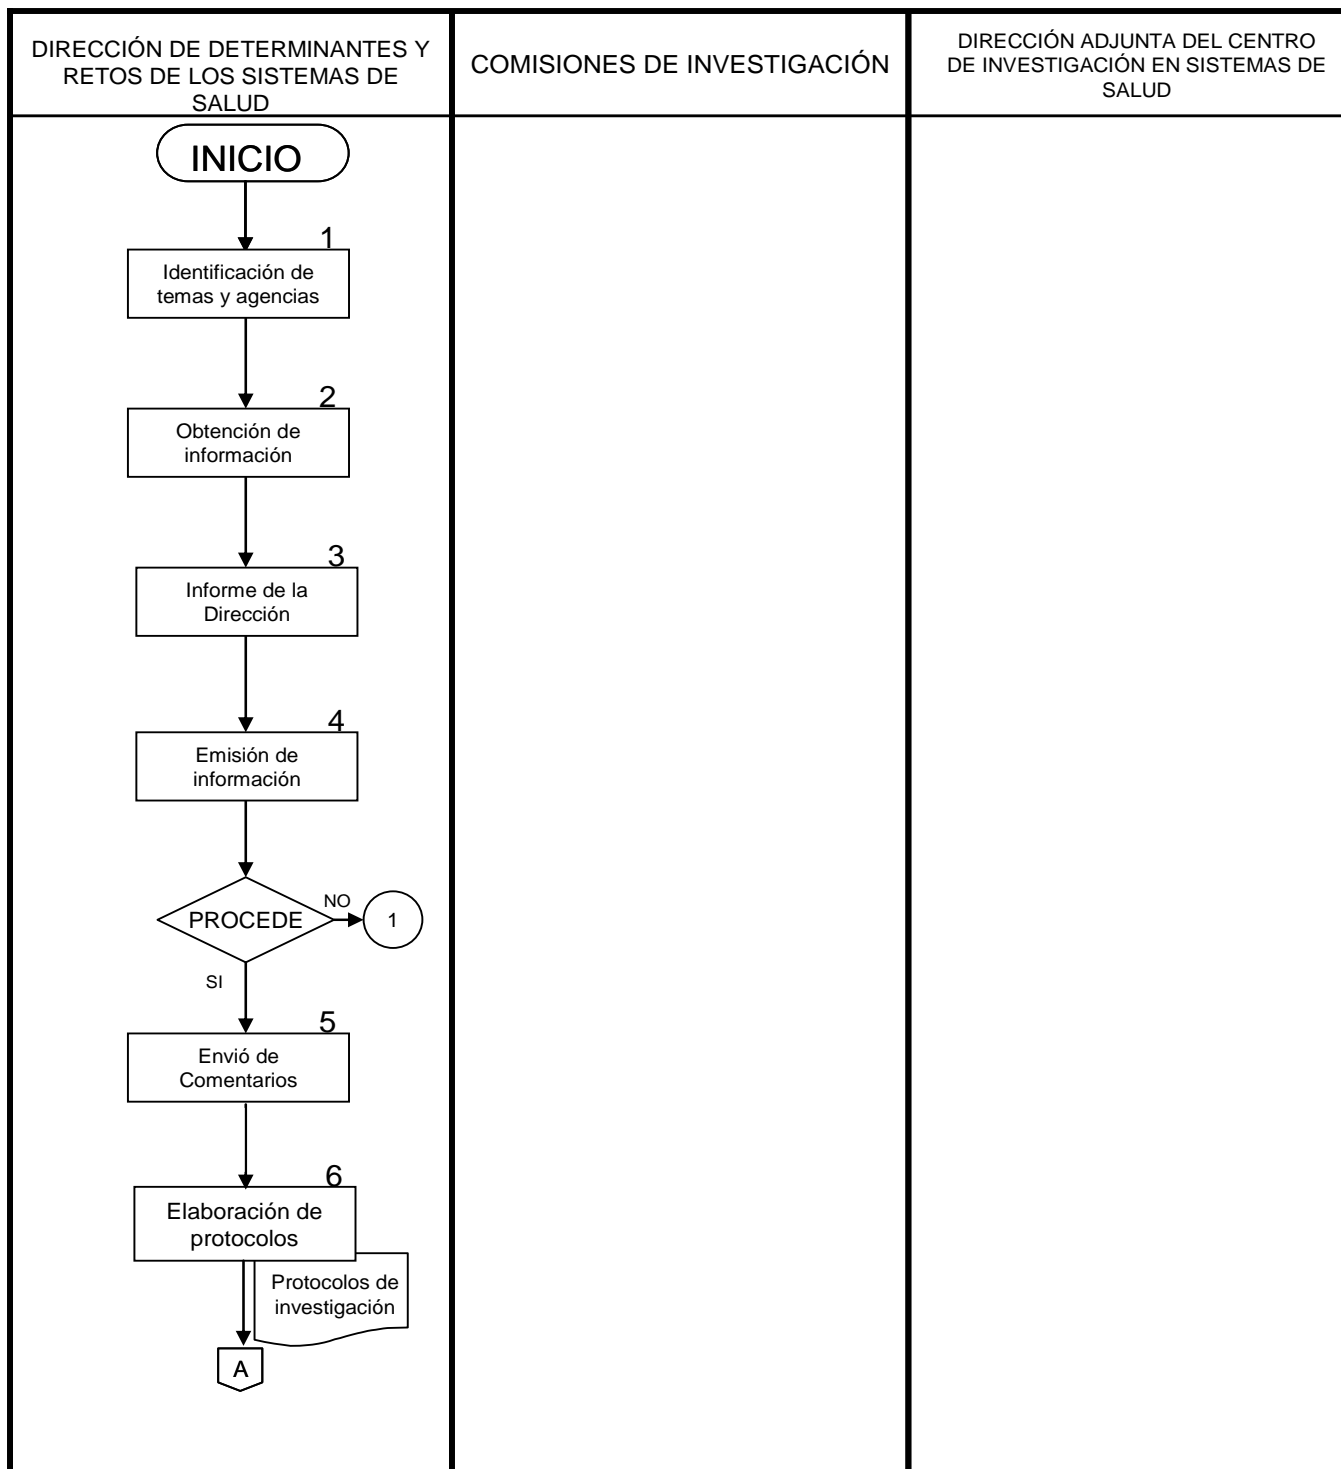 DIRECCIÓN DE DETERMINANTES Y
RETOS DE LOS SISTEMAS DE
SALUD
COMISIONES DE INVESTIGACIÓN
DIRECCIÓN ADJUNTA DEL CENTRO
DE INVESTIGACIÓN EN SISTEMAS DE
SALUD
INICIO
1
Identificación de
temas y agencias
2
Obtención de
información
3
Informe de la
Dirección
4
Emisión de
información
PROCEDE
NO
1
SI
5
Envió de
Comentarios
6
Elaboración de
protocolos
Protocolos de
investigación
A